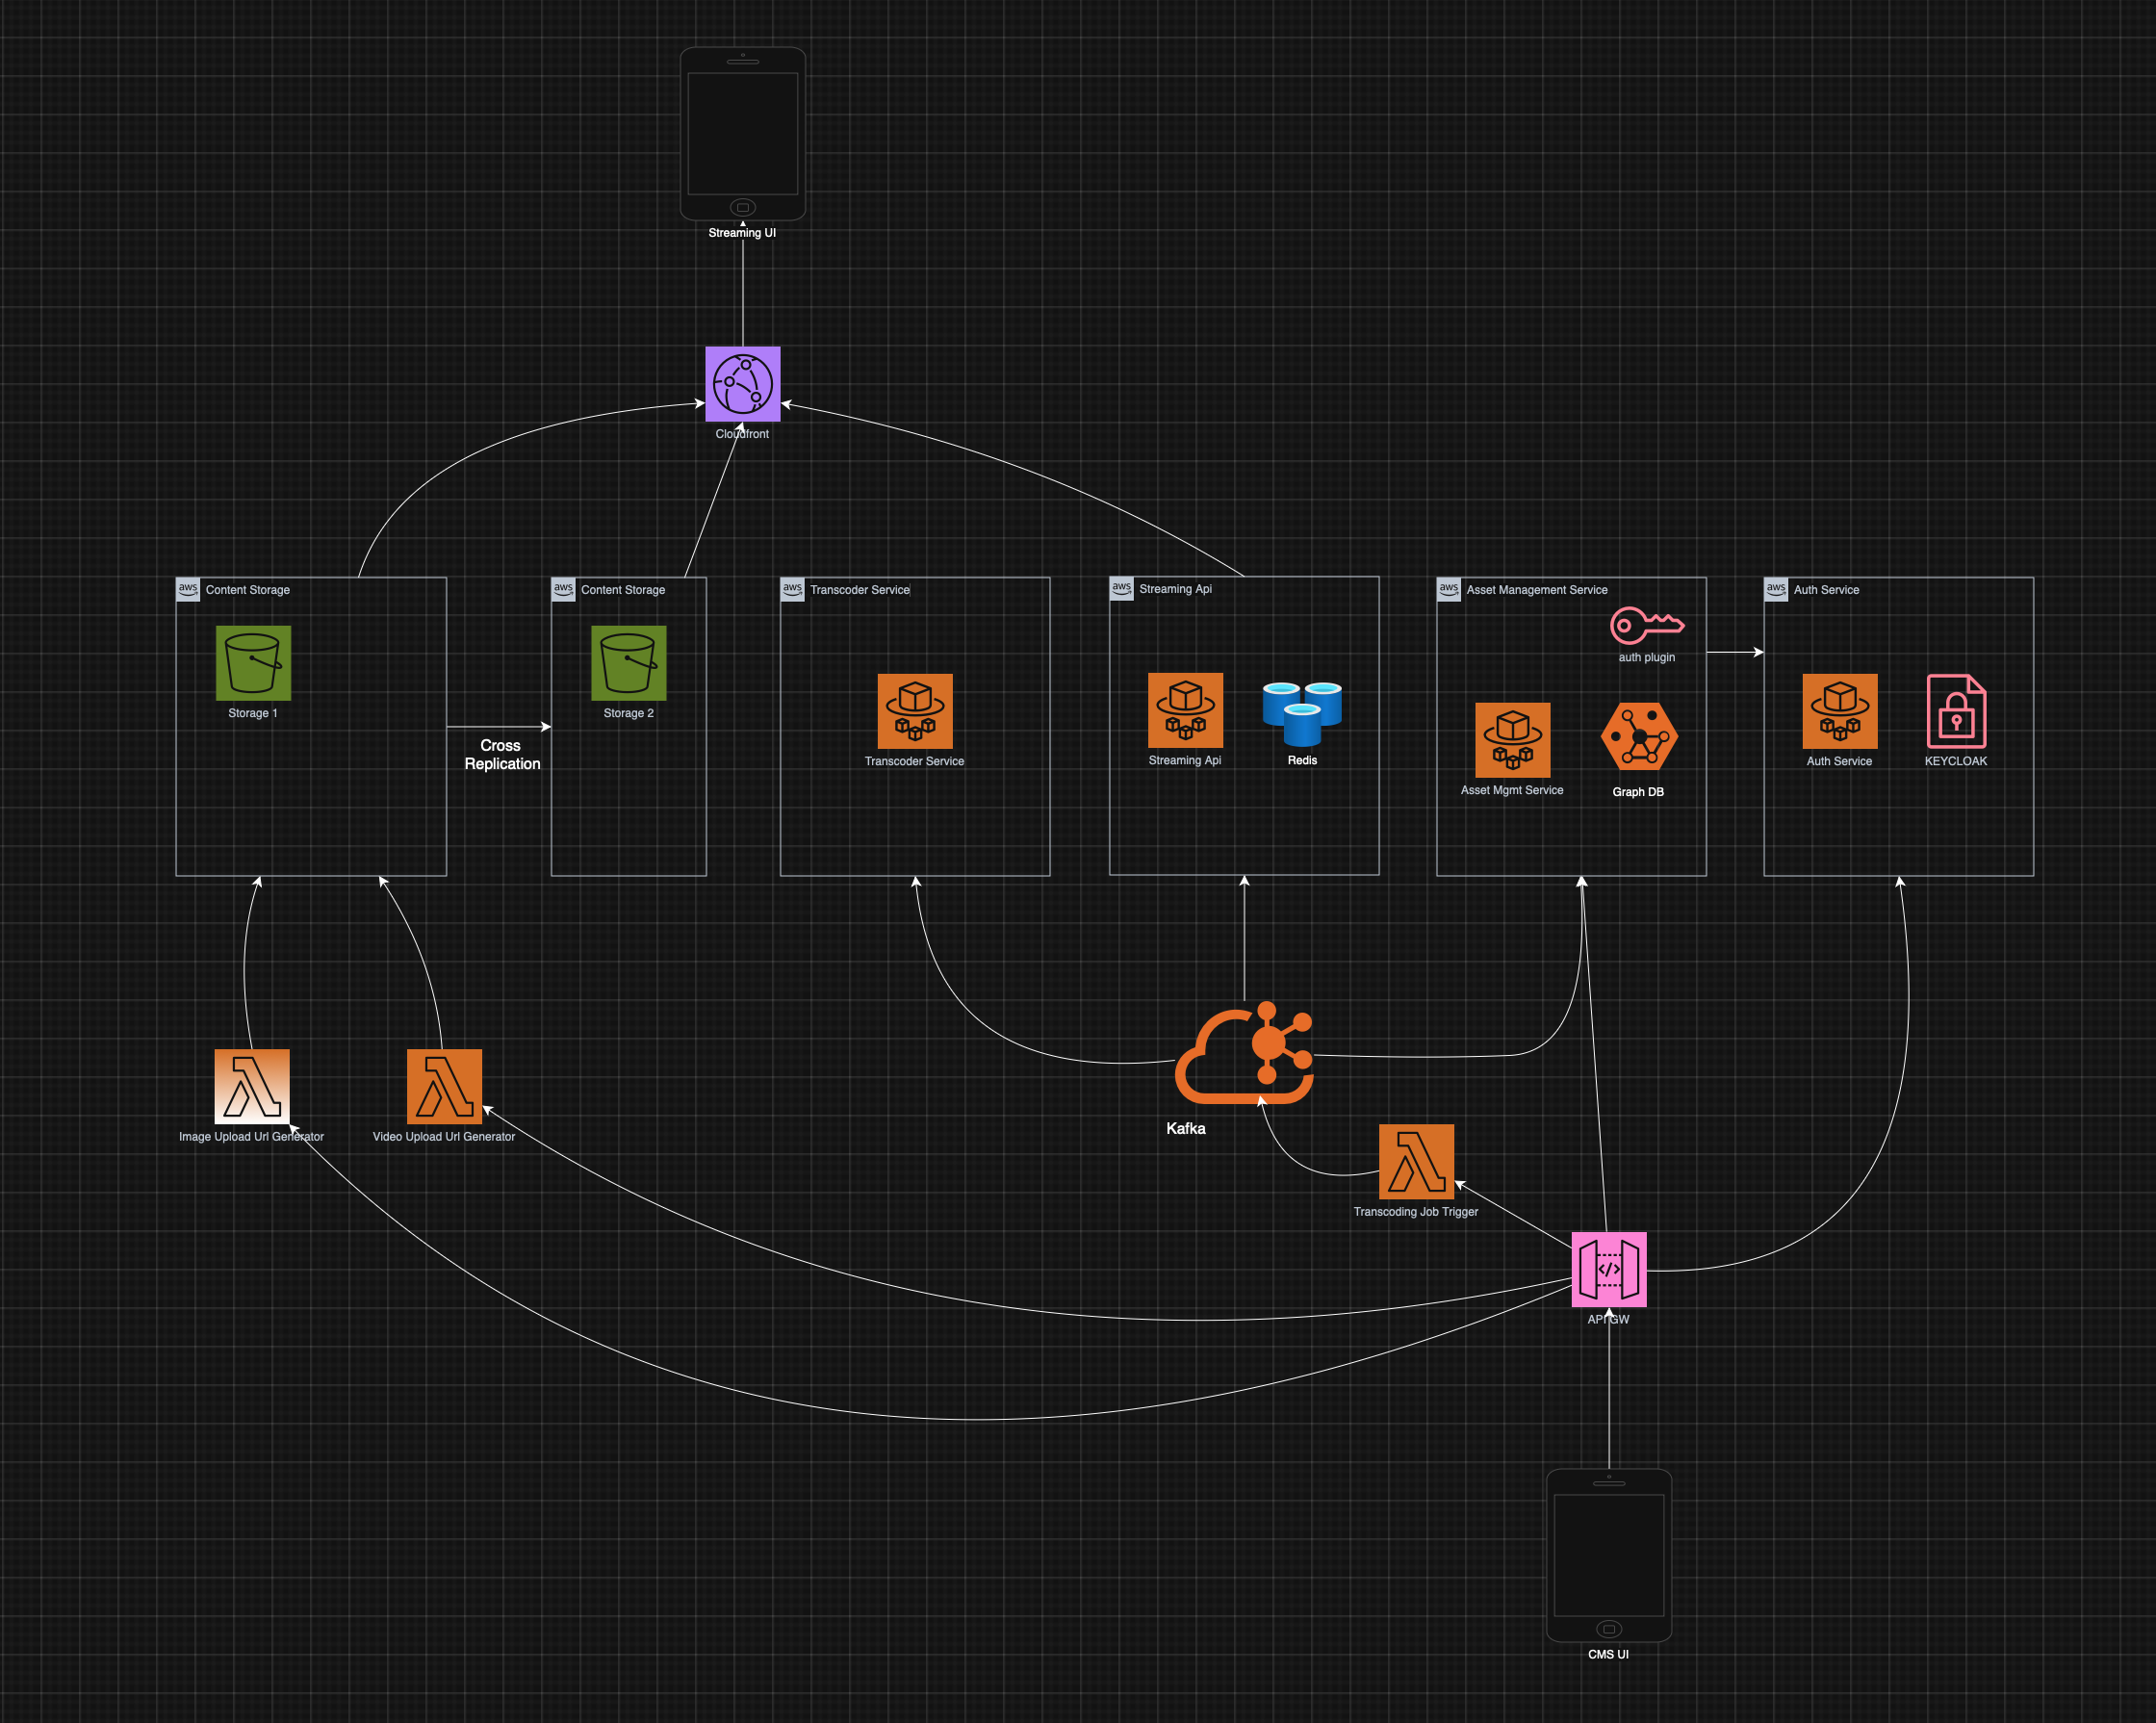 Streaming UI
Cloudfront
aws Content Storage
aws Content Storage
aws Transcoder Service
aws Streaming Api
aws Asset Management Service
aws Auth Service
auth plugin
Storage 1
Storage 2
Cross
Replication
Transcoder Service
Streaming Api
Redis
Asset Mgmt Service
Graph DB
Auth Service
KEYCLOAK
Image Upload Url Generator
Video Upload Url Generator
Kafka
Transcoding Job Trigger
</>
API GW
CMS UI